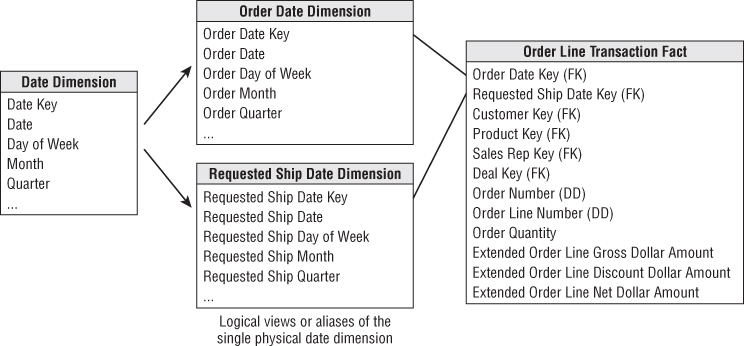 Date Dimension
Date Key
Date
Day of Week
Month
Quarter
...
Order Date Dimension
Order Date Key
Order Date
Order Day of Week
Order Month
Order Quarter
...
Requested Ship Date Dimension
Requested Ship Date Key
Requested Ship Date
Requested Ship Day of Week
Requested Ship Month
Requested Ship Quarter
...
Logical views or aliases of the
single physical date dimension
Order Line Transaction Fact
Order Date Key (FK)
Requested Ship Date Key (FK)
Customer Key (FK)
Product Key (FK)
Sales Rep Key (FK)
Deal Key (FK)
Order Number (DD)
Order Line Number (DD)
Order Quantity
Extended Order Line Gross Dollar Amount
Extended Order Line Discount Dollar Amount
Extended Order Line Net Dollar Amount